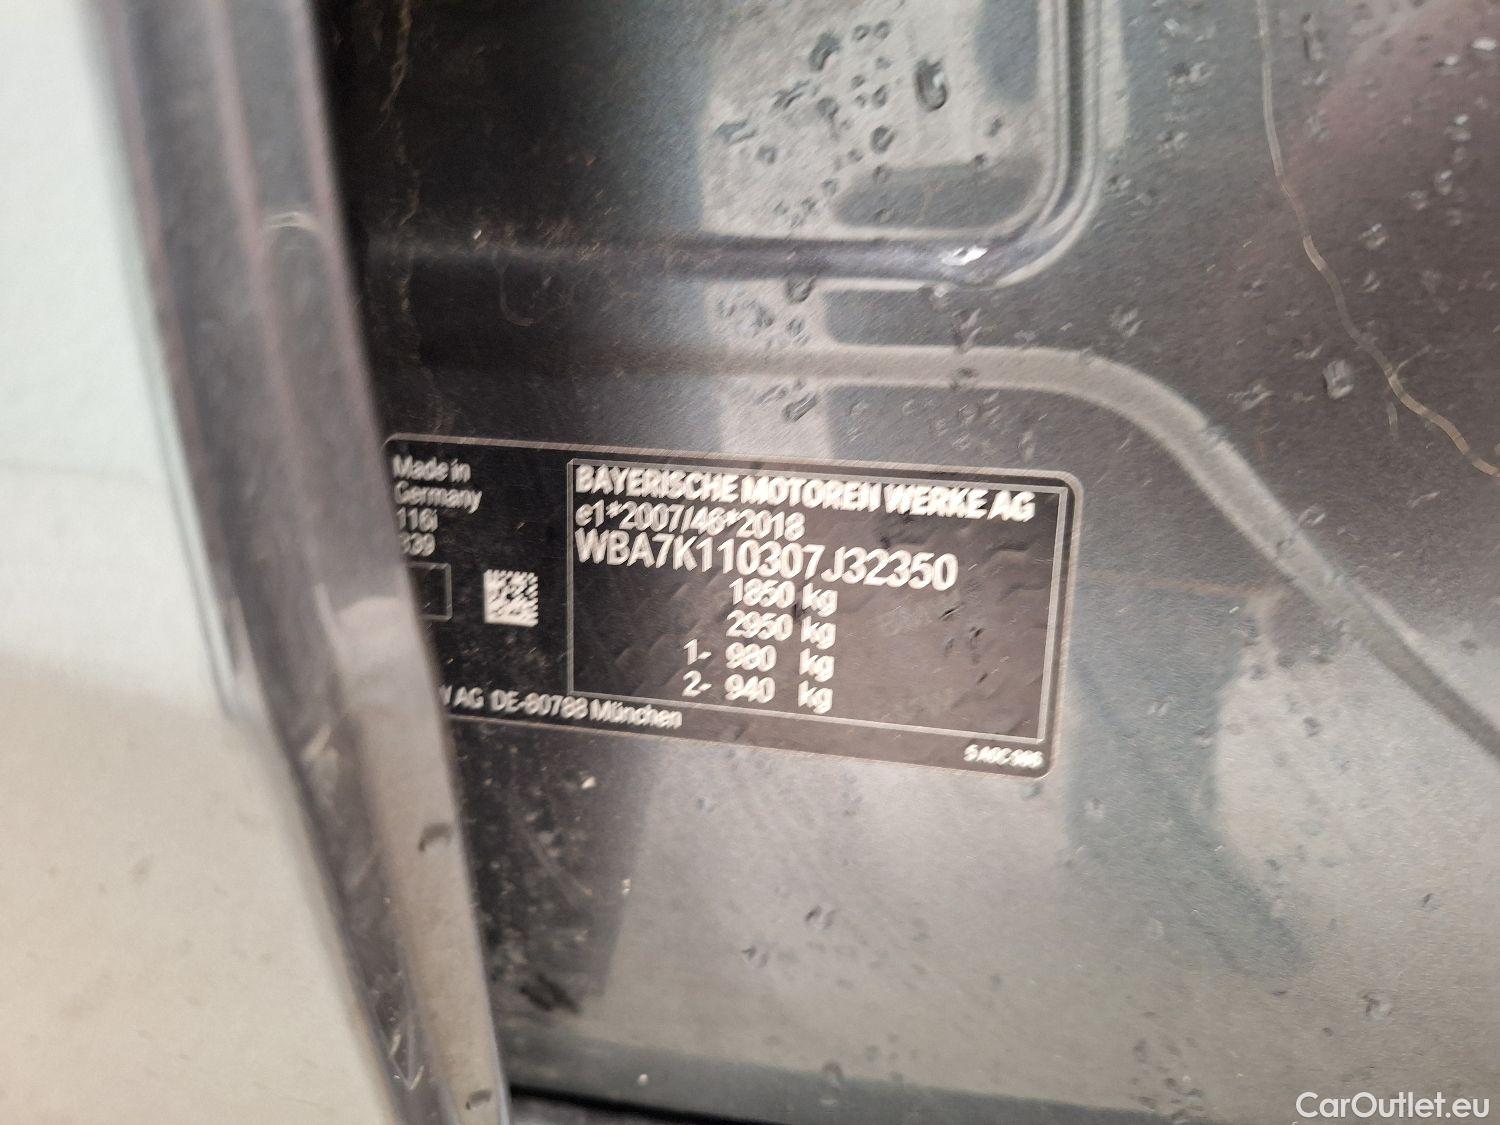 Made in
Germany
116i
839
BAYERISCHE MOTOREN WERKE AG
e1*2007/46*2018
WBA7K110307J32350
1850 kg
2950 kg
1- 980 kg
2- 940 kg
AG DE-80788 München
CarOutlet.eu